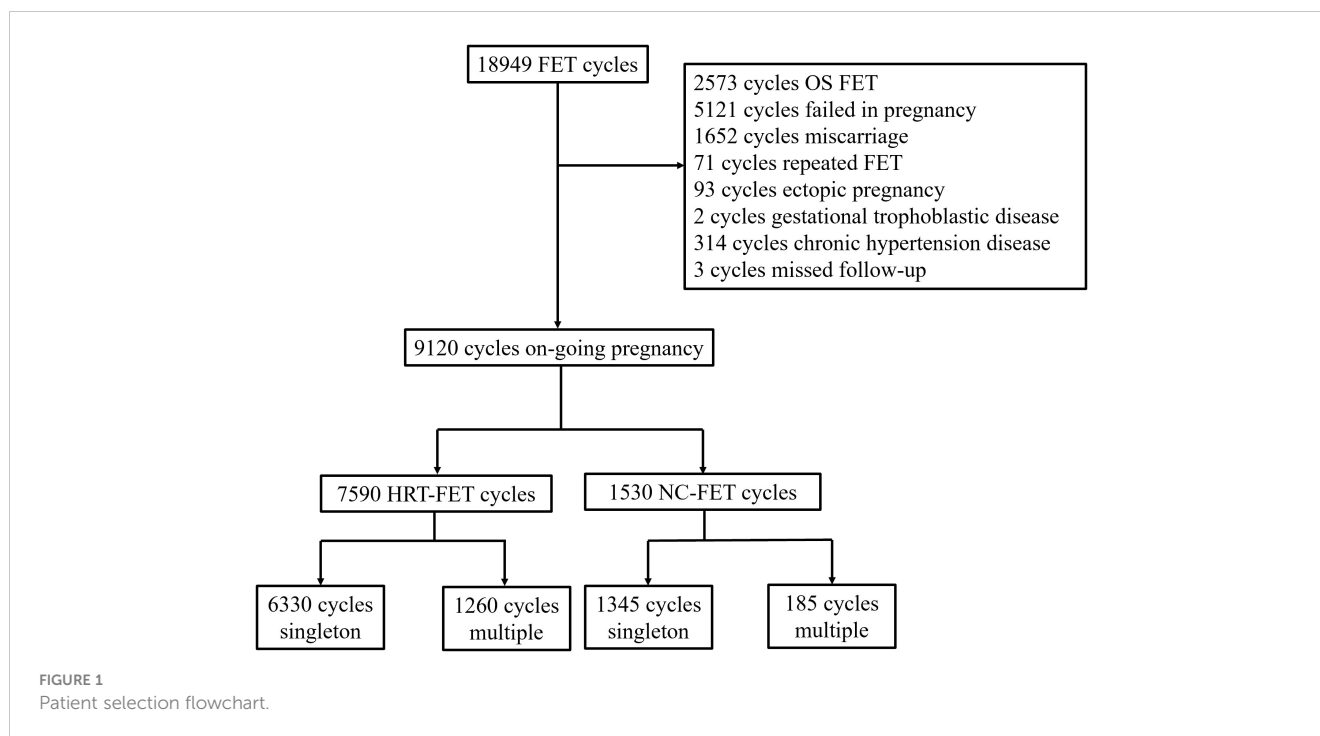 18949 FET cycles
2573 cycles OS FET
5121 cycles failed in pregnancy
1652 cycles miscarriage
71 cycles repeated FET
93 cycles ectopic pregnancy
2 cycles gestational trophoblastic disease
314 cycles chronic hypertension disease
3 cycles missed follow-up
9120 cycles on-going pregnancy
7590 HRT-FET cycles
1530 NC-FET cycles
6330 cycles
singleton
1260 cycles
multiple
1345 cycles
singleton
185 cycles
multiple
FIGURE 1
Patient selection flowchart.